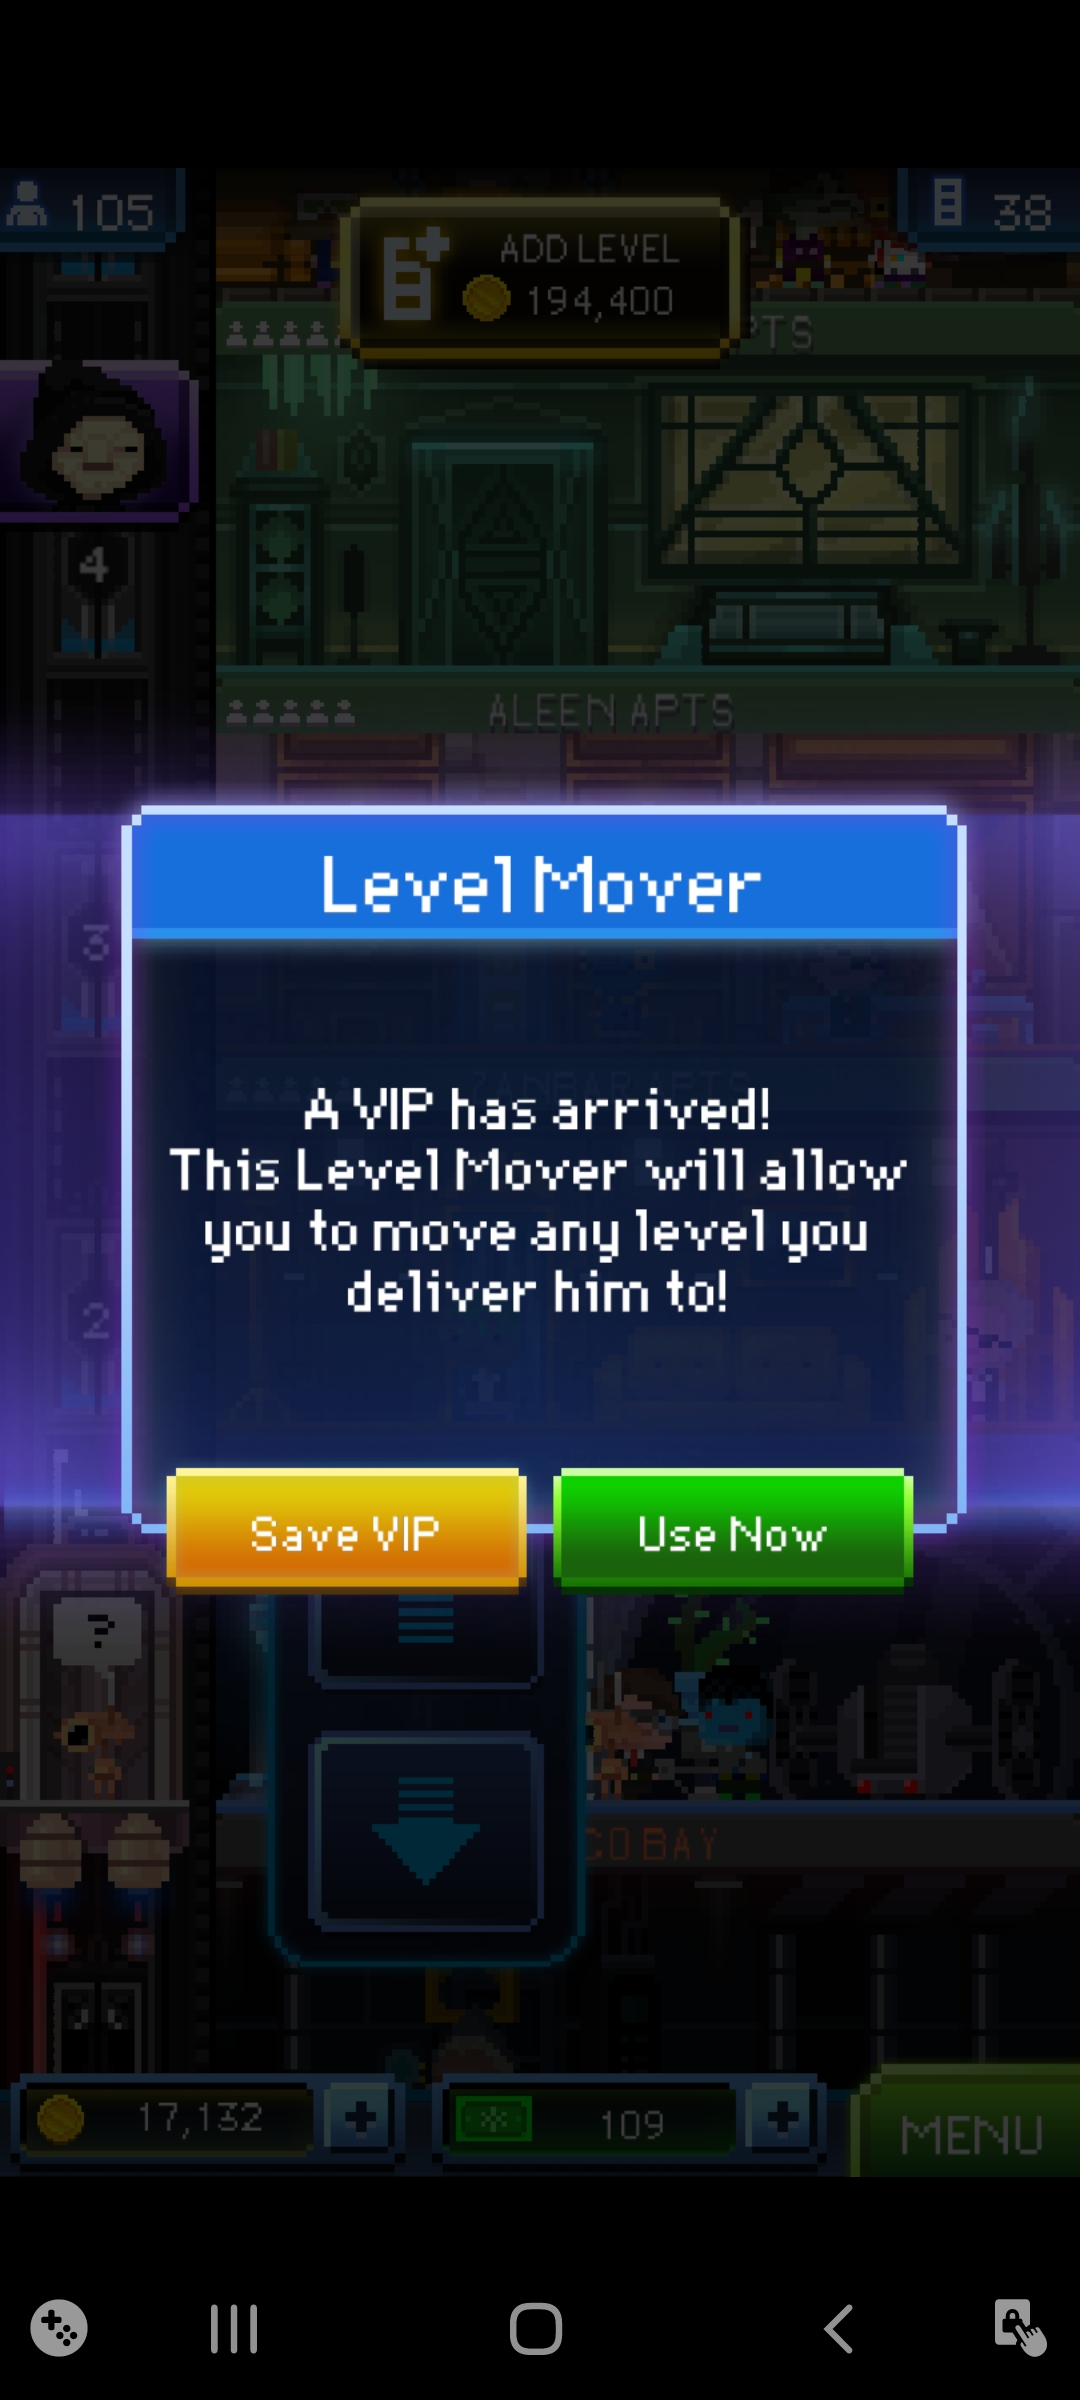 105
38
ADD LEVEL
194,400
PTS
4
ALEEN APTS
Level Mover
3
A VIP has arrived!
This Level Mover will allow
you to move any level you
deliver him to!
2
Save VIP
Use Now
?
CO BAY
17,132
109
MENU